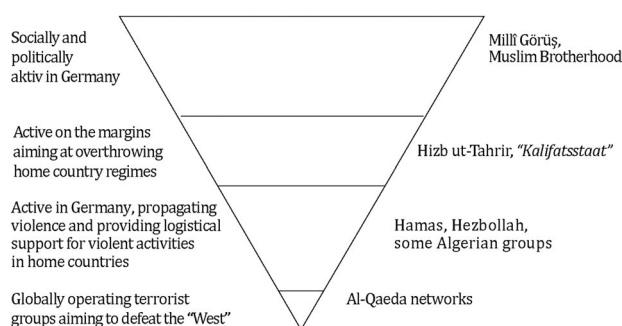 Socially and
politically
aktiv in Germany
Millî Görüş,
Muslim Brotherhood
Active on the margins
aiming at overthrowing
home country regimes
Hizb ut-Tahrir, “Kalifatsstaat”
Active in Germany, propagating
violence and providing logistical
support for violent activities
in home countries
Hamas, Hezbollah,
some Algerian groups
Globally operating terrorist
groups aiming to defeat the “West”
Al-Qaeda networks